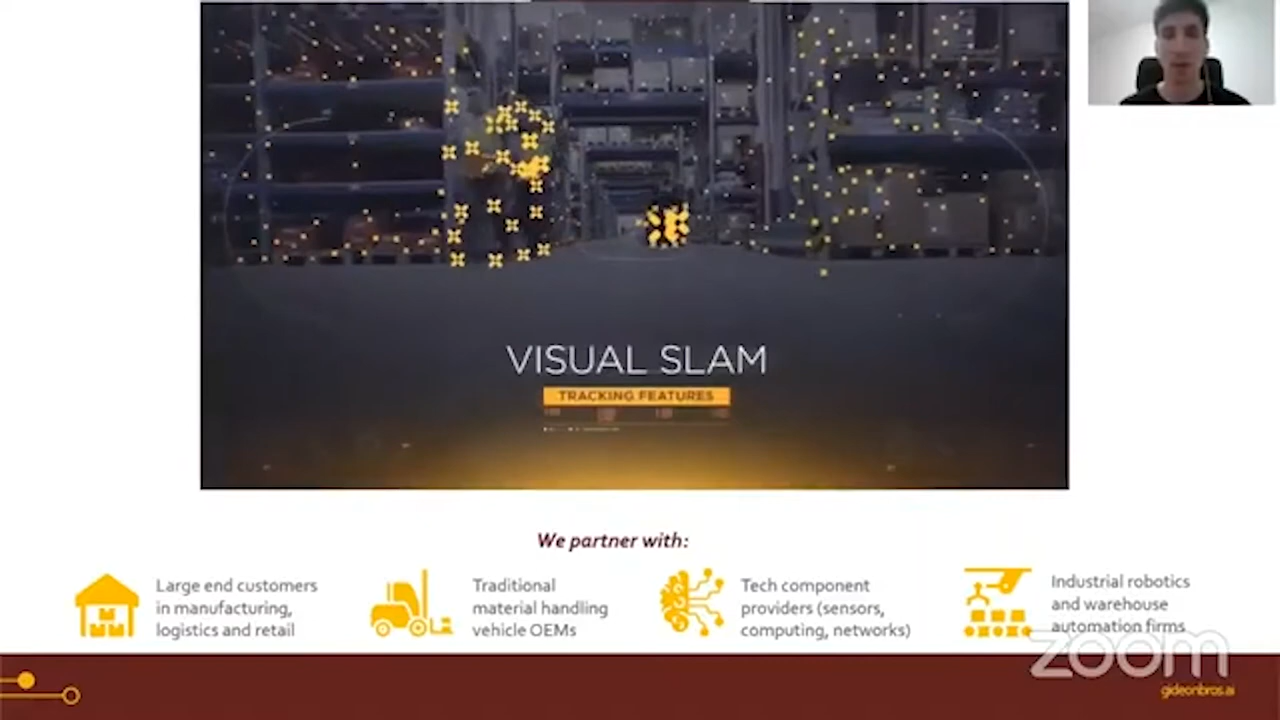 VISUAL SLAM
TRACKING FEATURES
We partner with:
Large end customers
in manufacturing,
logistics and retail
Traditional
material handling
vehicle OEMs
Tech component
providers (sensors,
computing, networks)
Industrial robotics
and warehouse
automation firms
zoom
gideonbros.ai